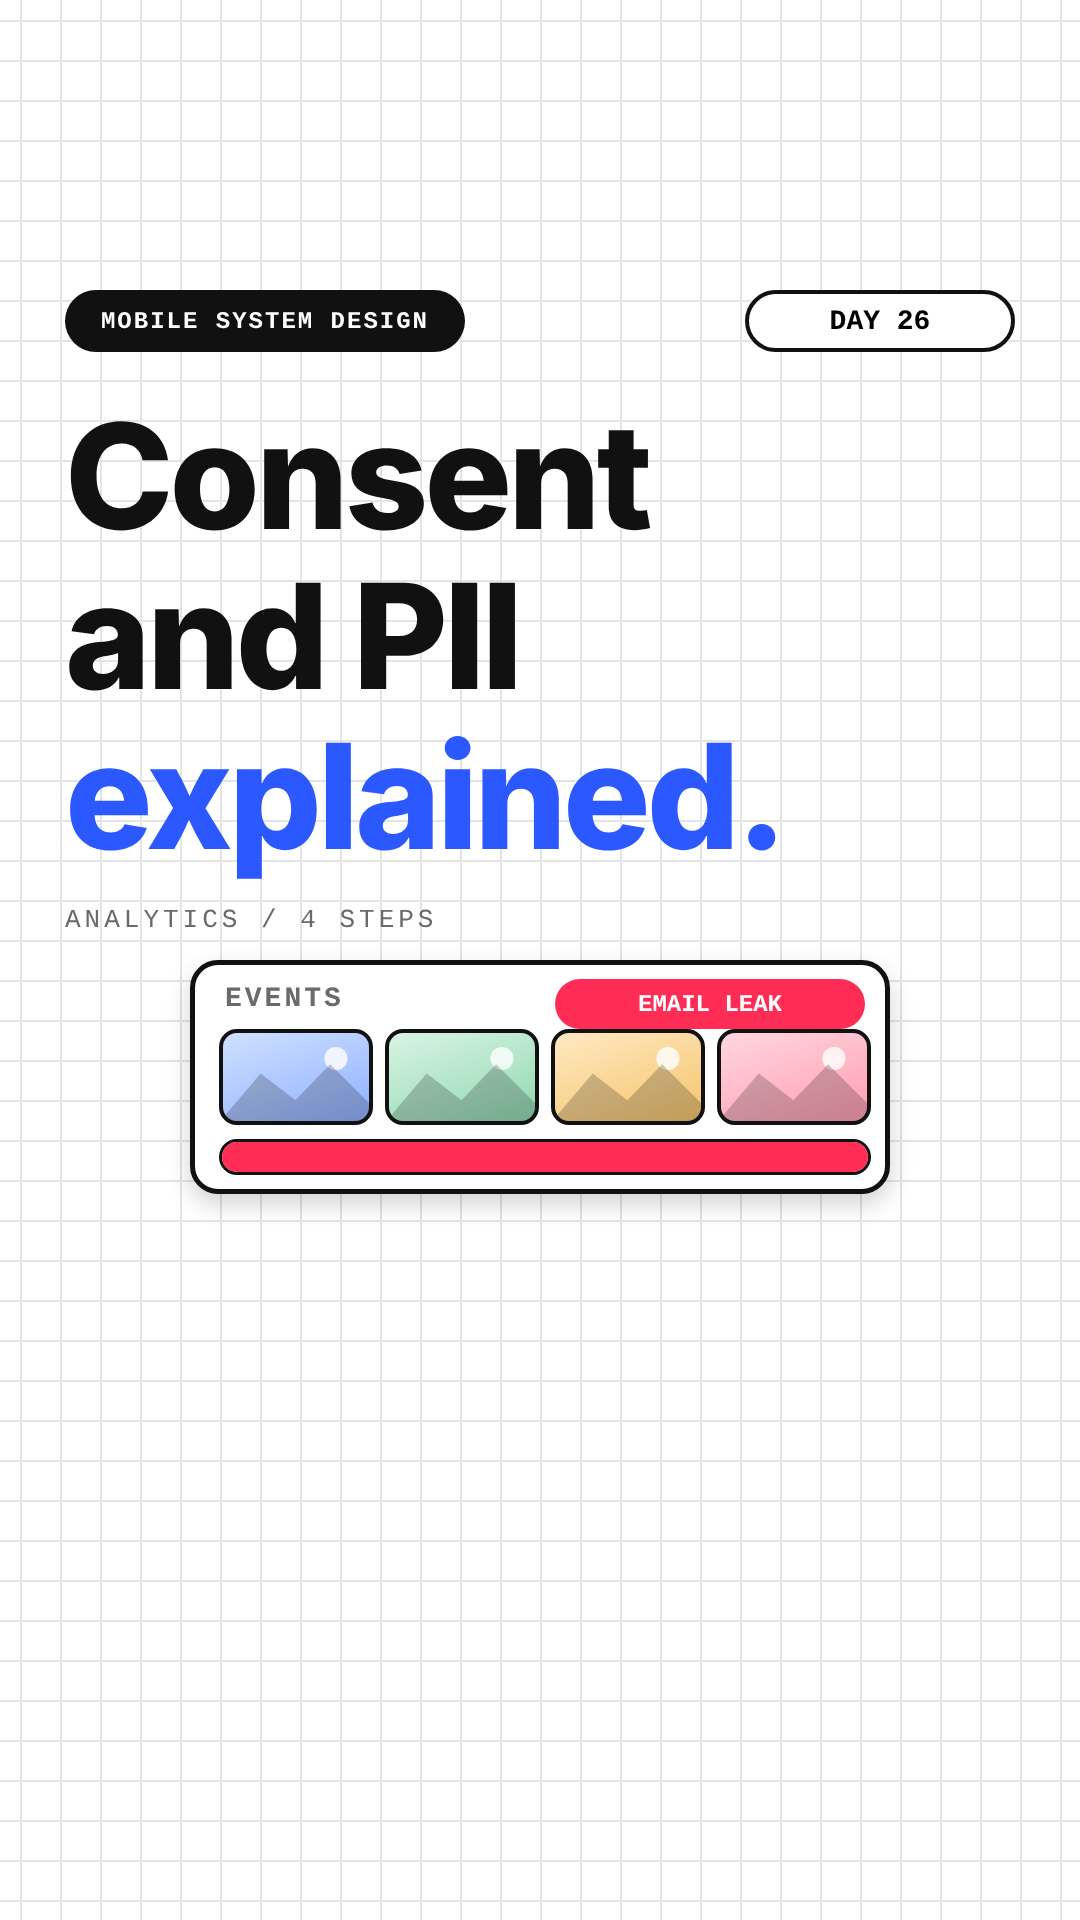 MOBILE SYSTEM DESIGN
DAY 26
Consent
and PII
explained.
ANALYTICS / 4 STEPS
EVENTS
EMAIL LEAK